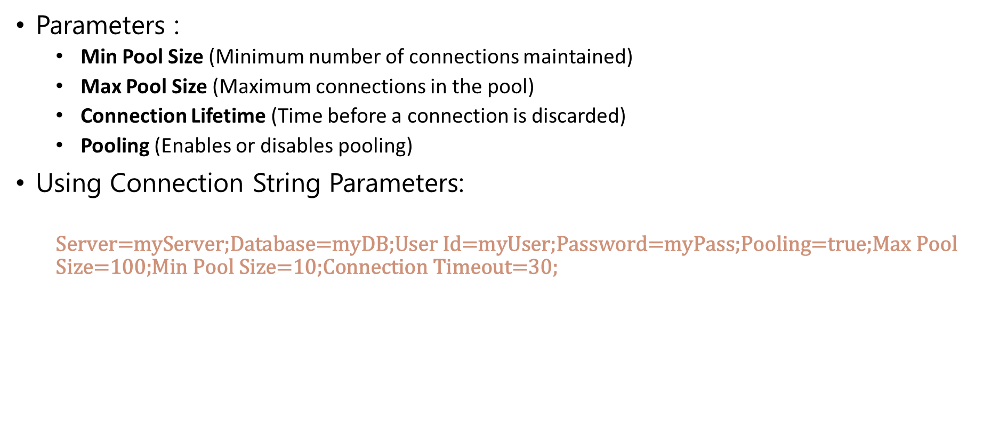 • Parameters :
• Min Pool Size (Minimum number of connections maintained)
• Max Pool Size (Maximum connections in the pool)
• Connection Lifetime (Time before a connection is discarded)
• Pooling (Enables or disables pooling)
• Using Connection String Parameters:
Server=myServer;Database=myDB;User Id=myUser;Password=myPass;Pooling=true;Max Pool
Size=100;Min Pool Size=10;Connection Timeout=30;